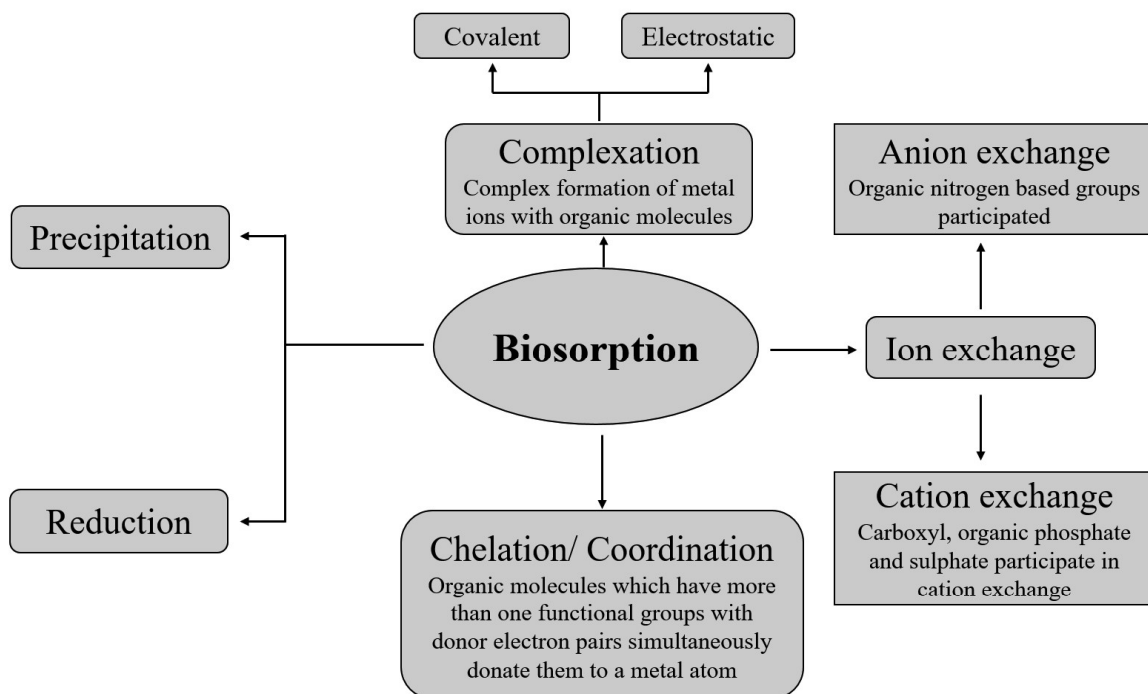 Covalent
Electrostatic
Complexation
Complex formation of metal
ions with organic molecules
Anion exchange
Organic nitrogen based groups
participated
Precipitation
Biosorption
Ion exchange
Reduction
Chelation/ Coordination
Organic molecules which have more
than one functional groups with
donor electron pairs simultaneously
donate them to a metal atom
Cation exchange
Carboxyl, organic phosphate
and sulphate participate in
cation exchange